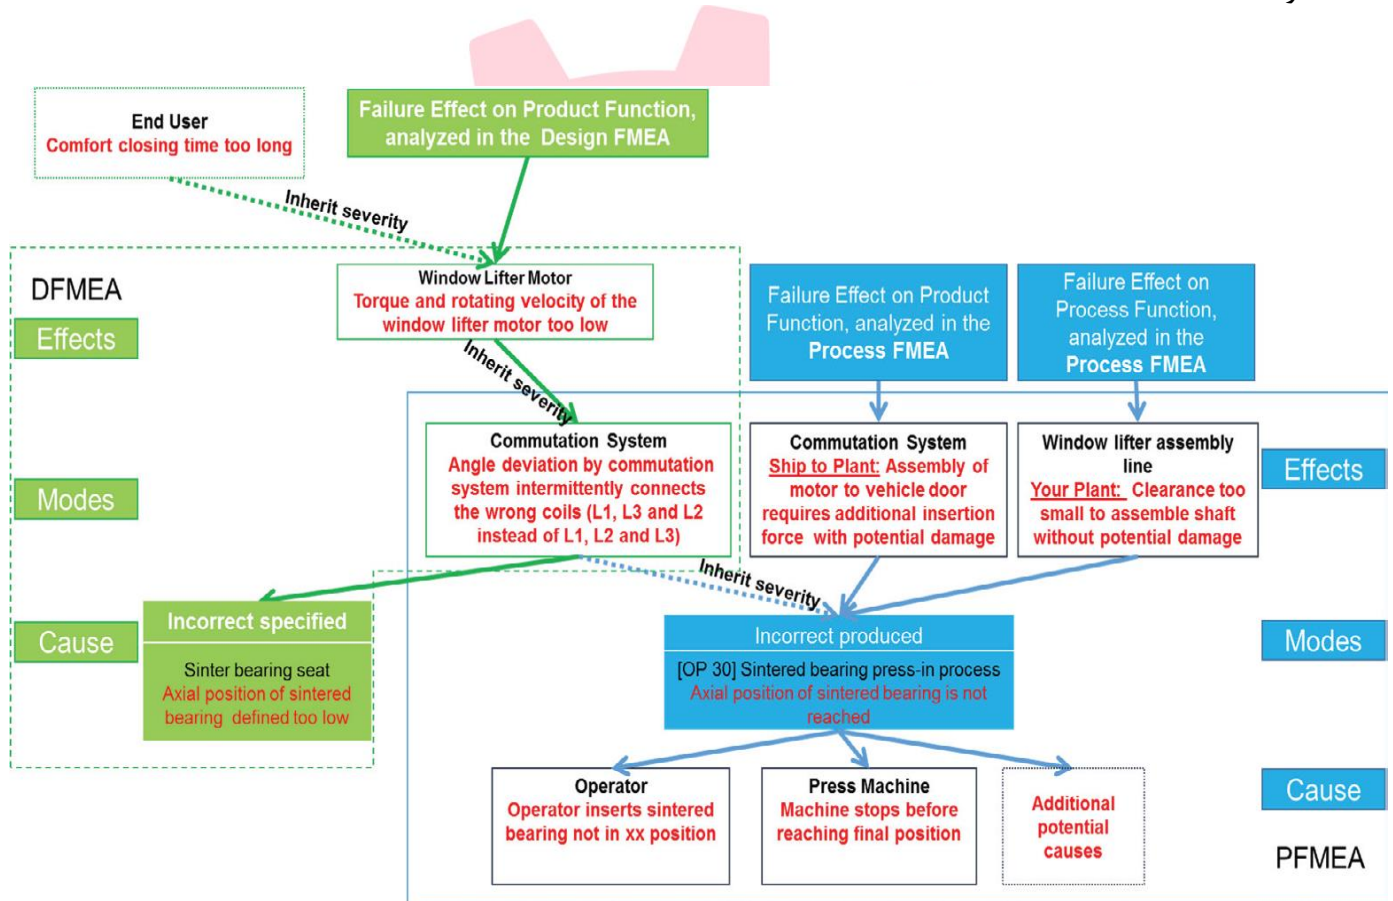 End User
Comfort closing time too long
Failure Effect on Product Function,
analyzed in the Design FMEA
Inherit severity
DFMEA
Effects
Modes
Cause
Window Lifter Motor
Torque and rotating velocity of the
window lifter motor too low
Inherit severity
Failure Effect on Product
Function, analyzed in the
Process FMEA
Failure Effect on
Process Function,
analyzed in the
Process FMEA
Commutation System
Angle deviation by commutation
system intermittently connects
the wrong coils (L1, L3 and L2
instead of L1, L2 and L3)
Commutation System
Ship to Plant: Assembly of
motor to vehicle door
requires additional insertion
force with potential damage
Window lifter assembly
line
Your Plant: Clearance too
small to assemble shaft
without potential damage
Effects
Inherit severity
Incorrect specified
Sinter bearing seat
Axial position of sintered
bearing defined too low
Incorrect produced
[OP 30] Sintered bearing press-in process
Axial position of sintered bearing is not
reached
Modes
Operator
Operator inserts sintered
bearing not in xx position
Press Machine
Machine stops before
reaching final position
Additional
potential
causes
Cause
PFMEA